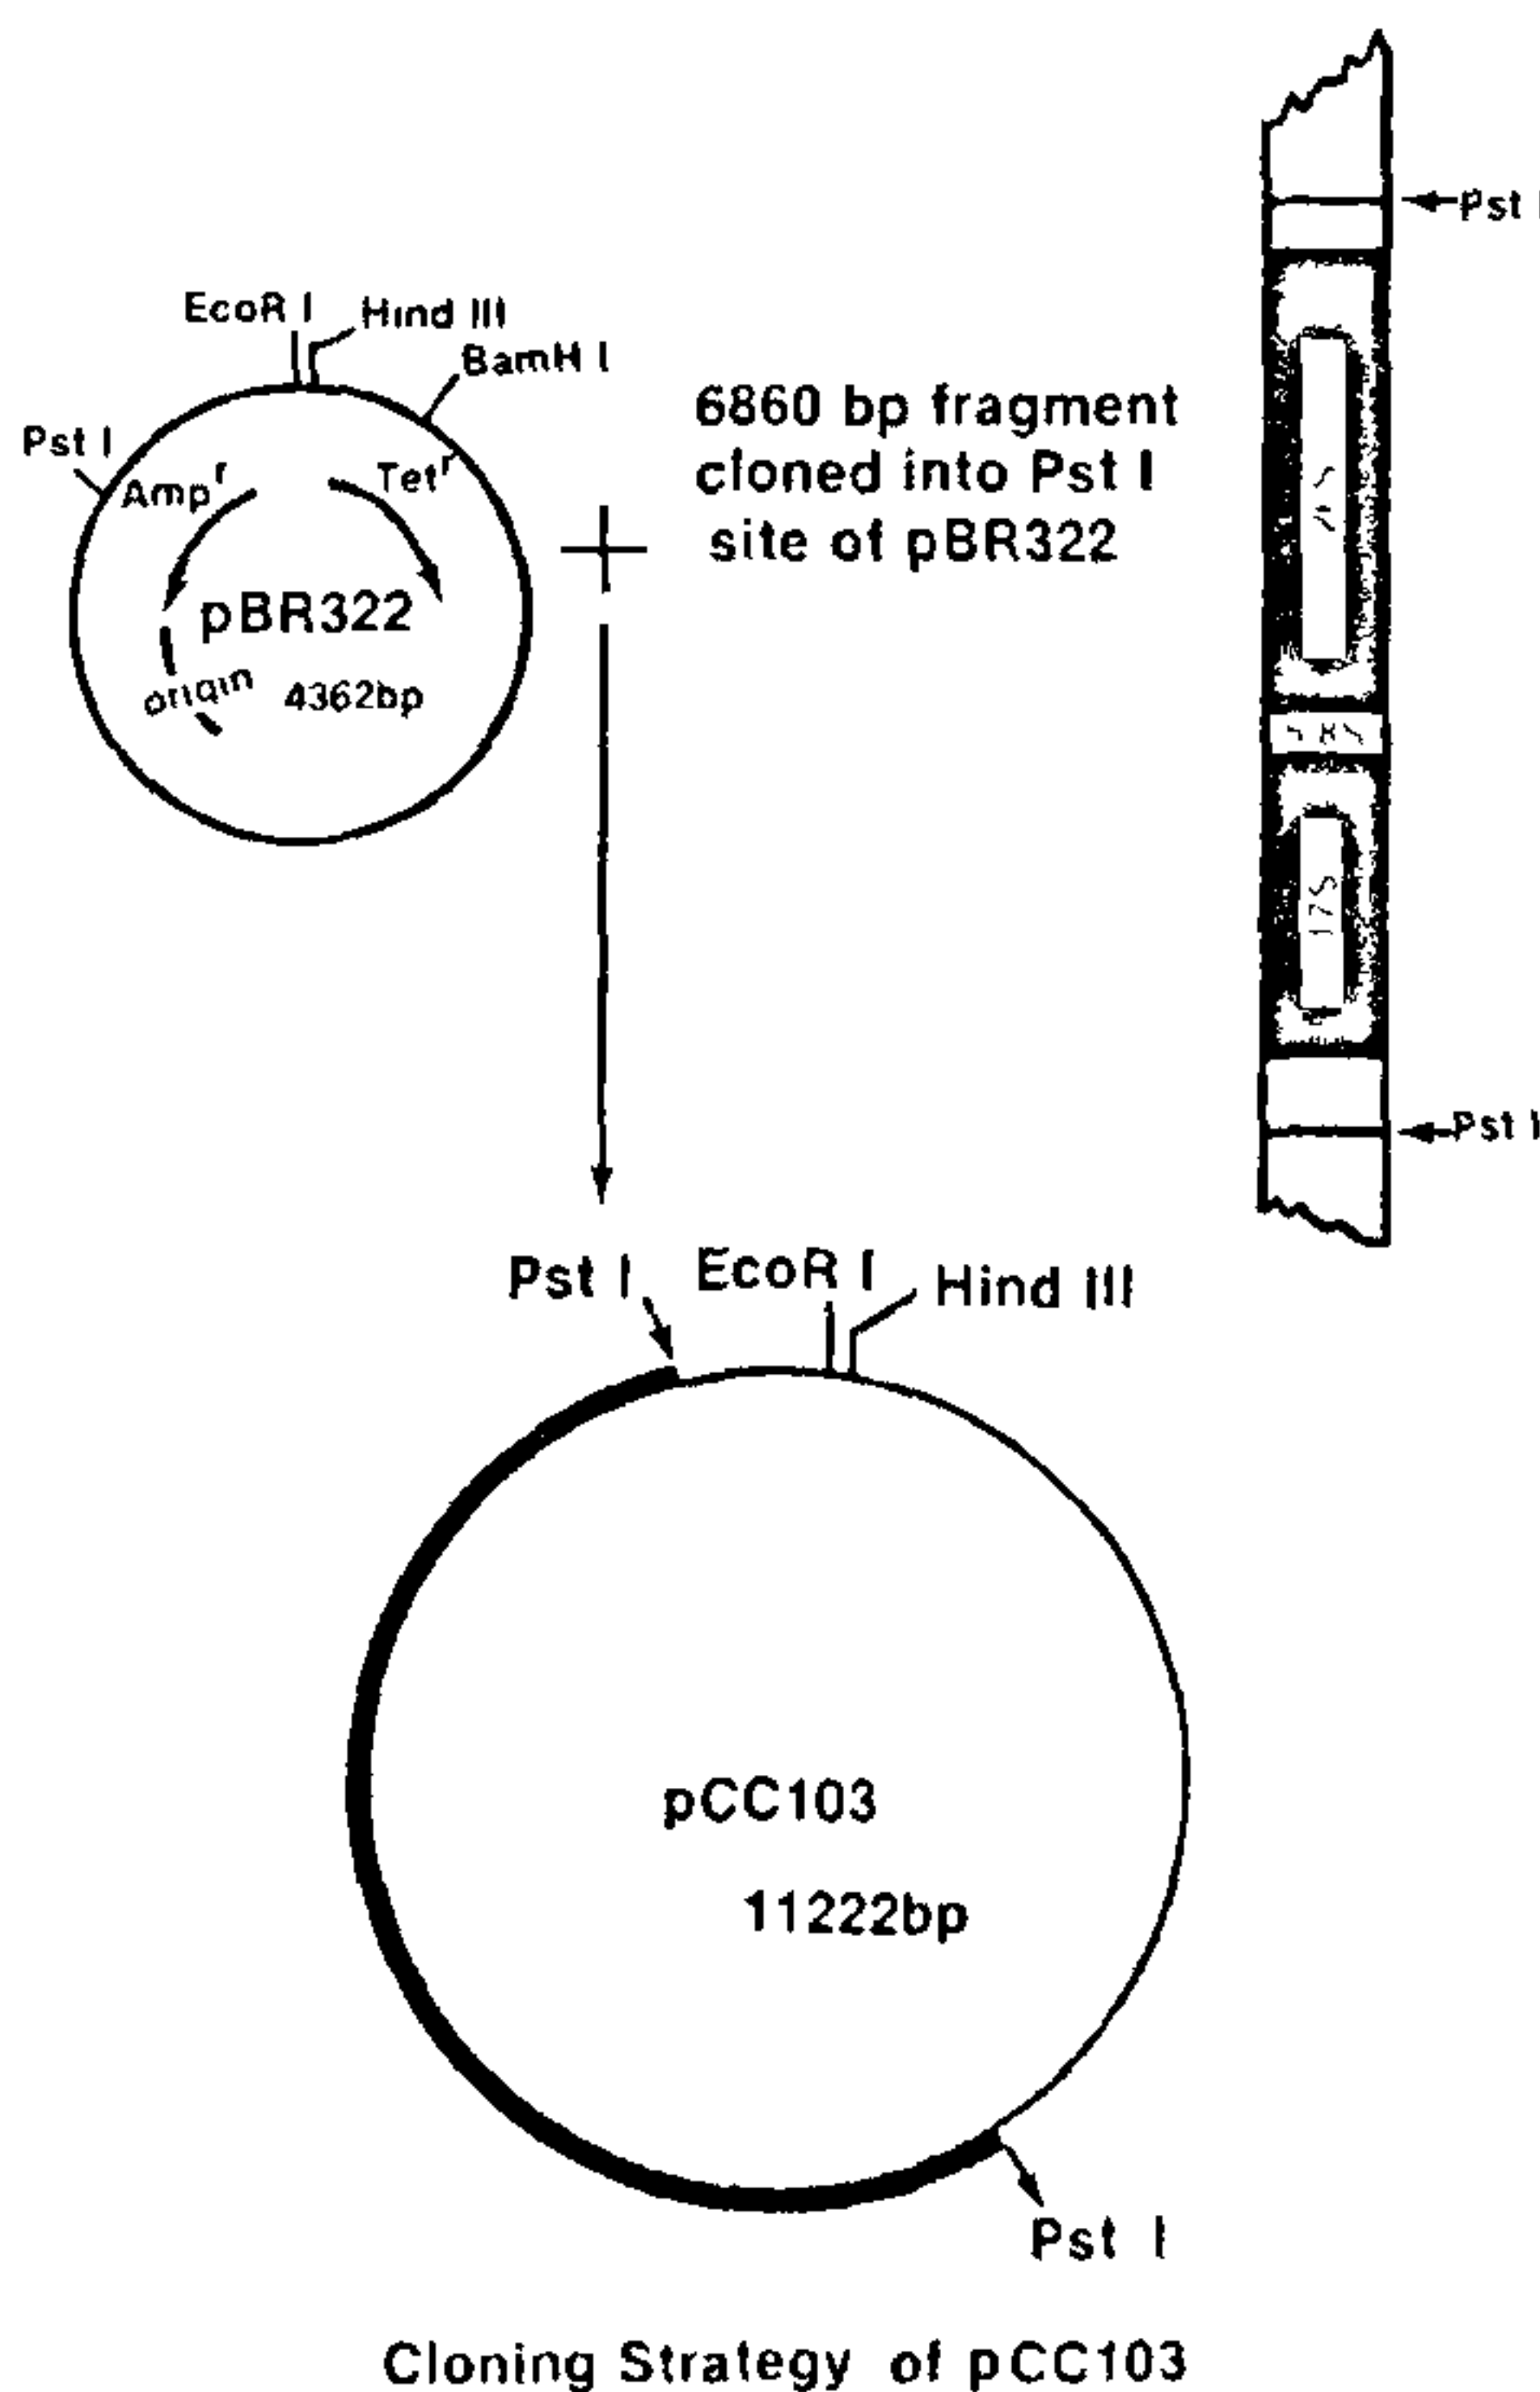 EcoR I
Hind III
BamH I
Pst I
Amp r
Tet r
pBR322
origin
4362bp
6860 bp fragment
cloned into Pst I
site of pBR322
Pst I
17S
Pst I
Pst I
EcoR I
Hind III
pCC103
11222bp
Pst I
Cloning Strategy of pCC103